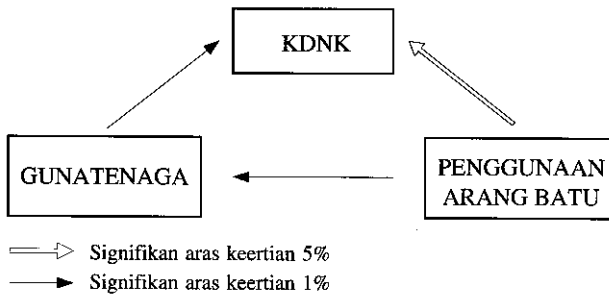 KDNK
GUNATENAGA
PENGGUNAAN
ARANG BATU
Signifikan aras keertian 5%
Signifikan aras keertian 1%